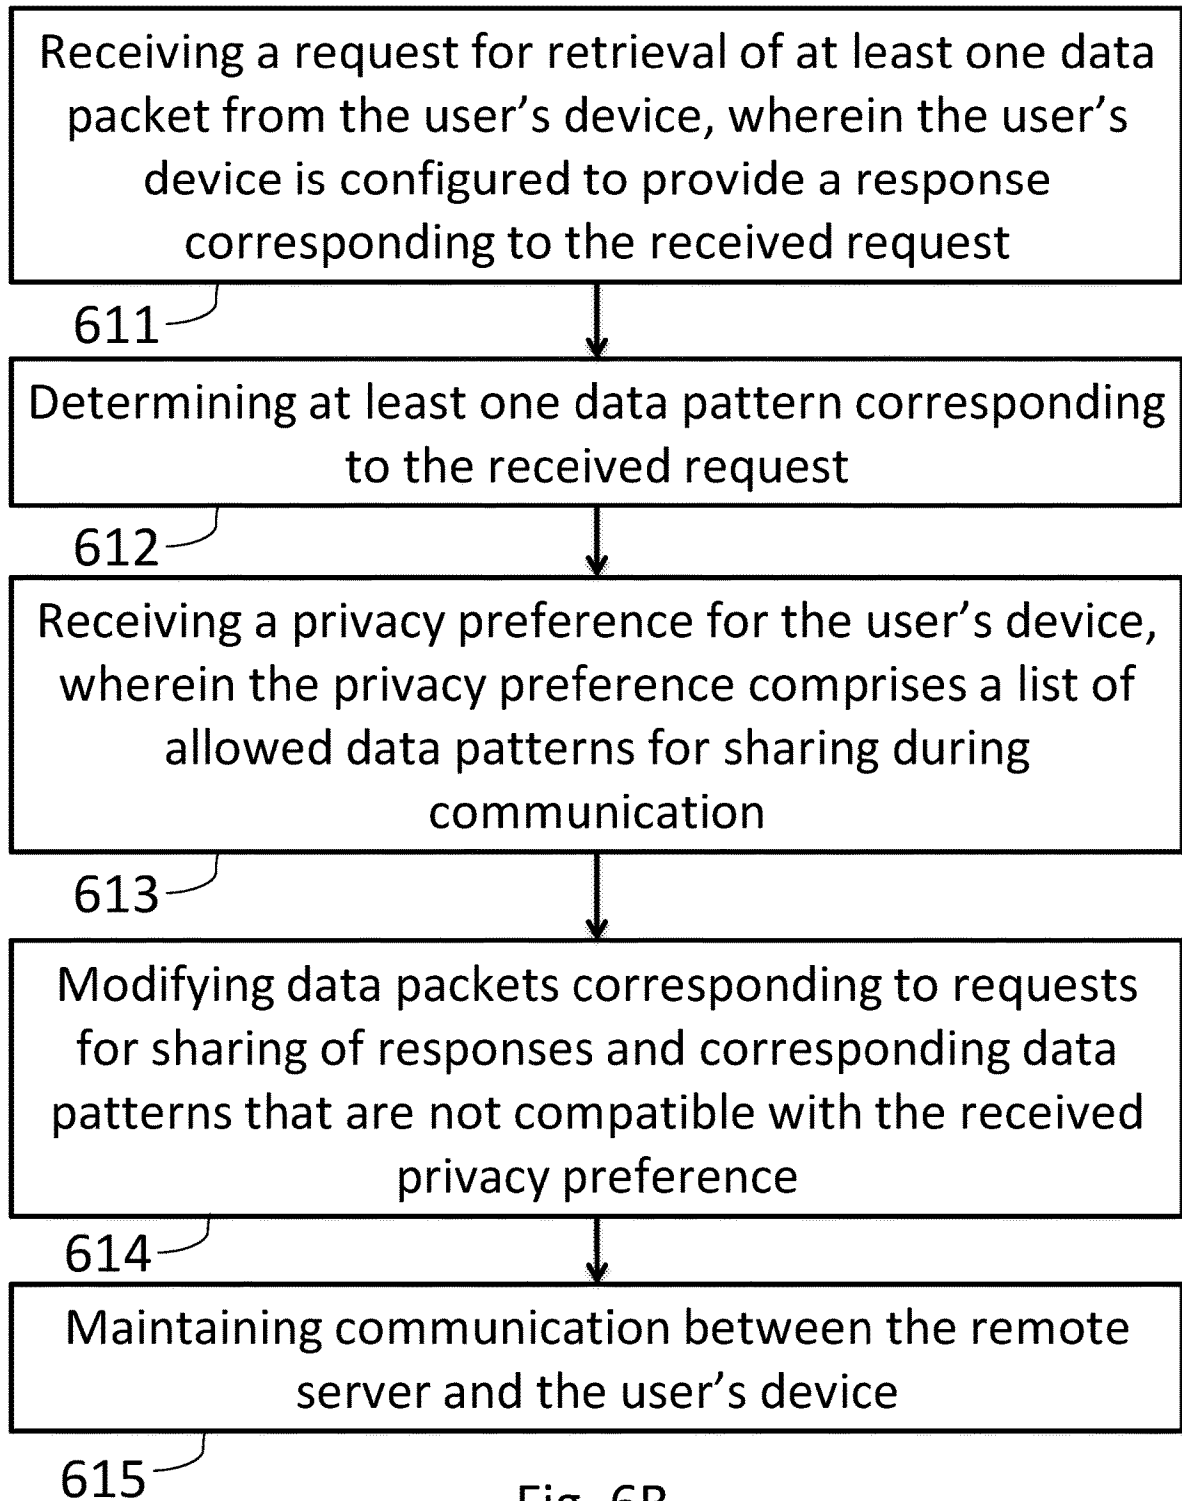 Receiving a request for retrieval of at least one data
packet from the user’s device, wherein the user’s
device is configured to provide a response
corresponding to the received request
611
Determining at least one data pattern corresponding
to the received request
612
Receiving a privacy preference for the user’s device,
wherein the privacy preference comprises a list of
allowed data patterns for sharing during
communication
613
Modifying data packets corresponding to requests
for sharing of responses and corresponding data
patterns that are not compatible with the received
privacy preference
614
Maintaining communication between the remote
server and the user’s device
615
Fig. 6B